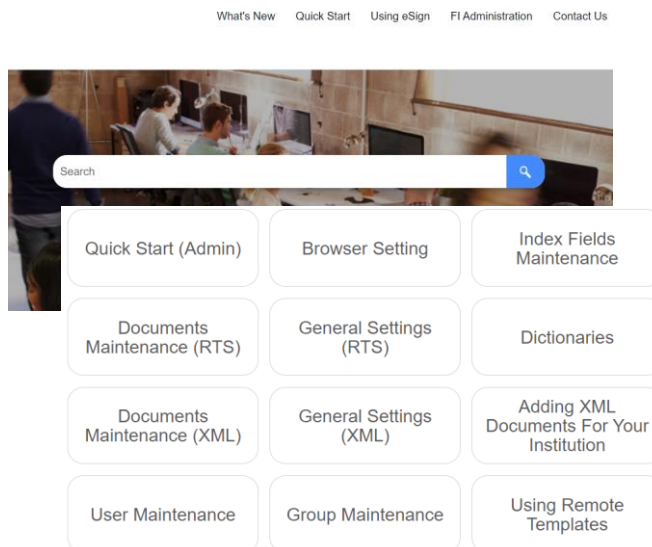 What's New Quick Start Using eSign FI Administration Contact Us
Search
Quick Start (Admin) Browser Setting Index Fields
Maintenance
Documents
Maintenance (RTS) General Settings
(RTS) Dictionaries
Documents
Maintenance (XML) General Settings
(XML) Adding XML
Documents For Your
Institution
User Maintenance Group Maintenance Using Remote
Templates